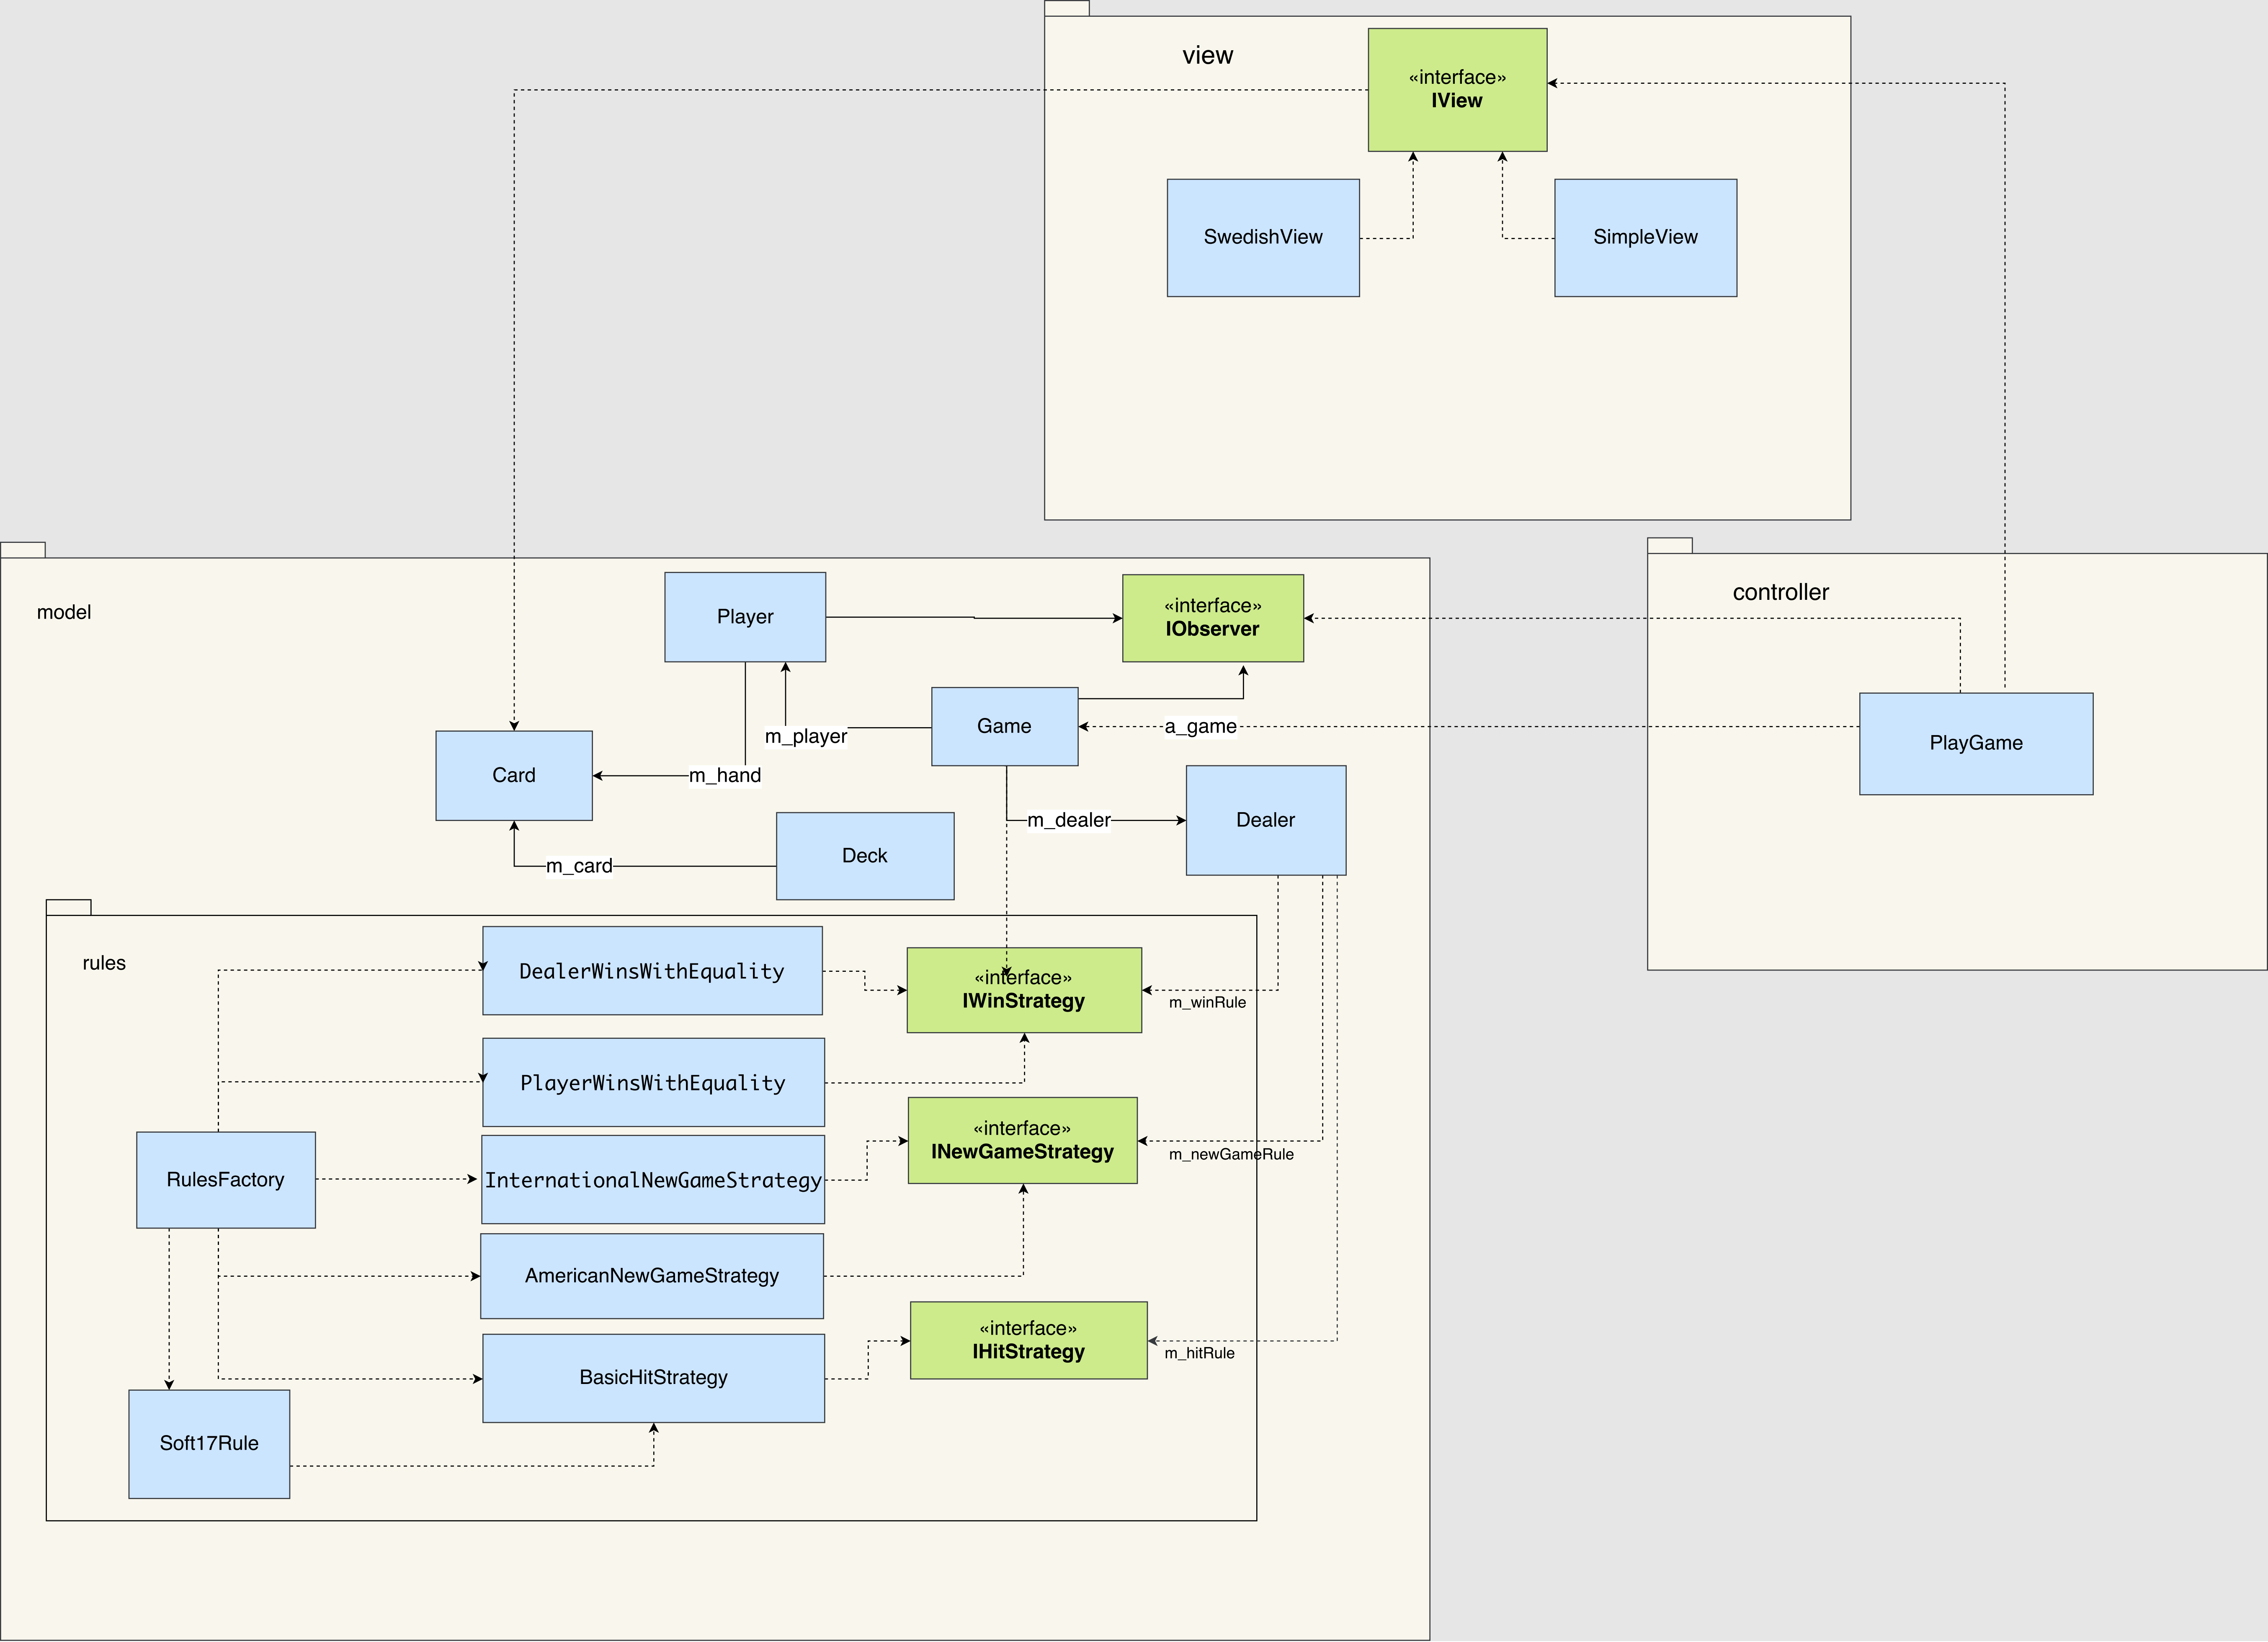 view
«interface»
IView
SwedishView
SimpleView
model
Player
«interface»
IObserver
controller
Game
a_game
m_player
PlayGame
Card
m_hand
m_dealer
Dealer
Deck
m_card
rules
DealerWinsWithEquality
«interface»
IWinStrategy
m_winRule
PlayerWinsWithEquality
«interface»
INewGameStrategy
m_newGameRule
RulesFactory
InternationalNewGameStrategy
AmericanNewGameStrategy
«interface»
IHitStrategy
m_hitRule
BasicHitStrategy
Soft17Rule